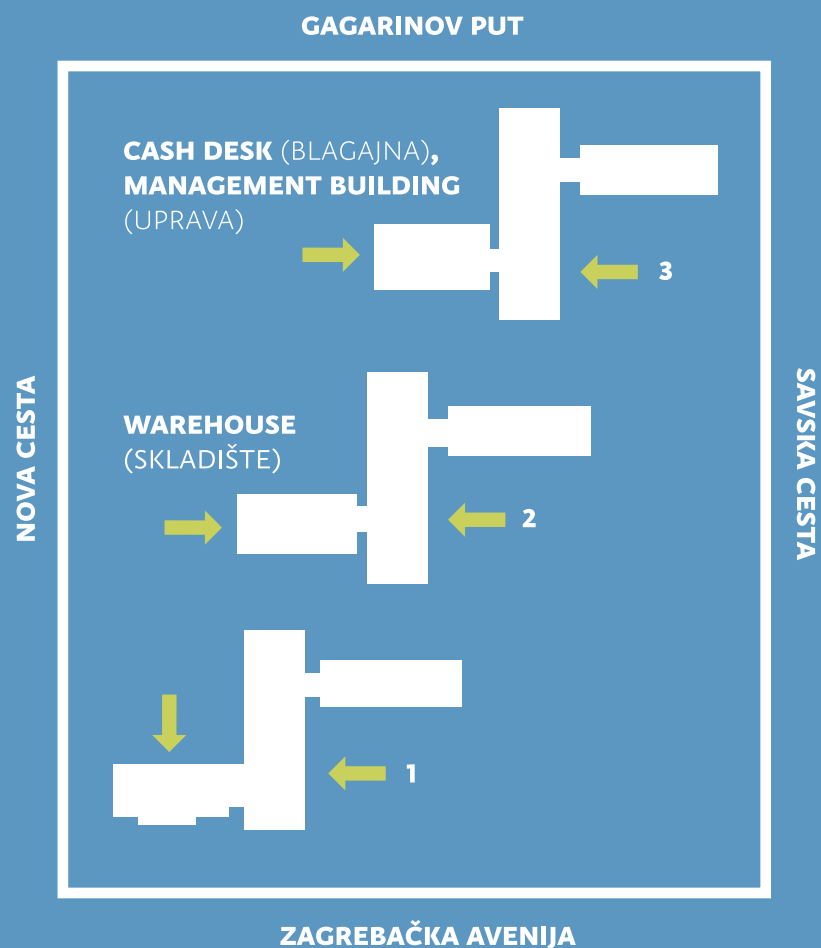 GAGARINOV PUT
CASH DESK (BLAGAJNA),
MANAGEMENT BUILDING
(UPRAVA)
3
NOVA CESTA
SAVSKA CESTA
WAREHOUSE
(SKLADIŠTE)
2
1
ZAGREBAČKA AVENIJA